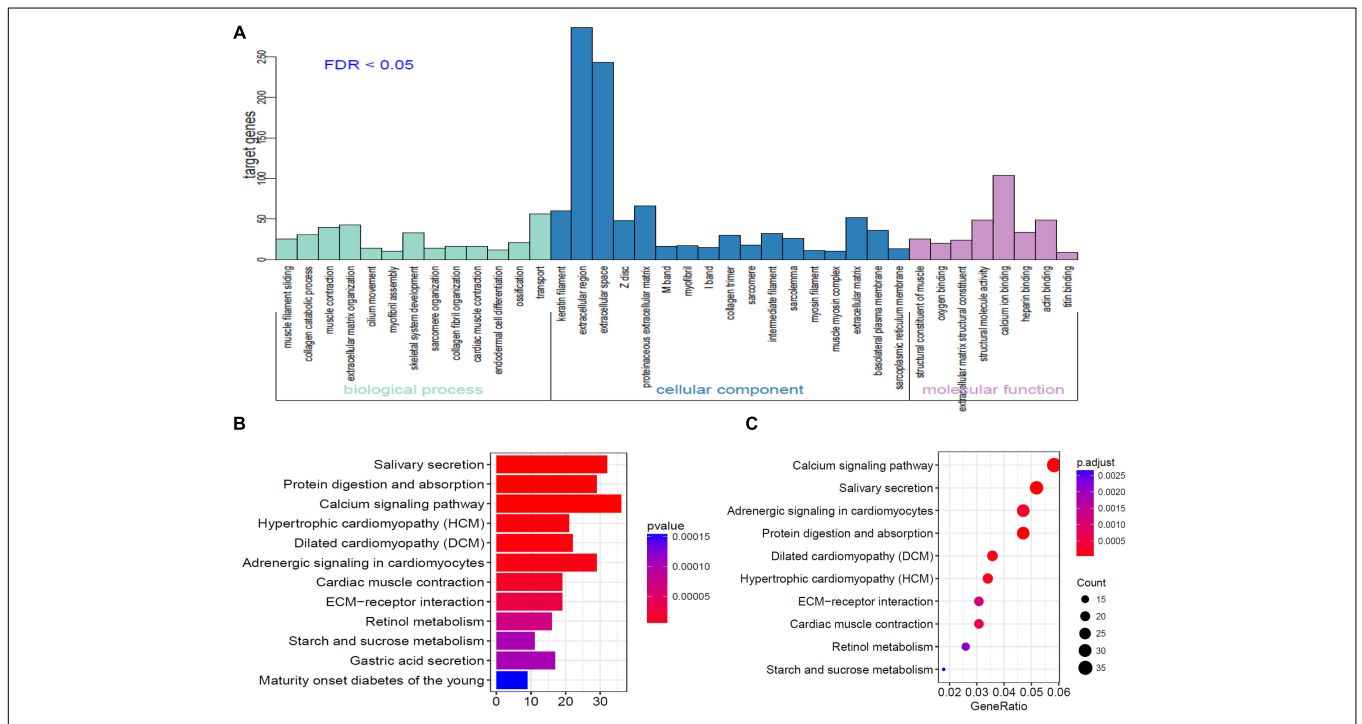 A
FDR < 0.05
target genes
250
200
150
100
50
0
muscle filament sliding
collagen catabolic process
muscle contraction
extracellular matrix organization
cilium movement
myofibril assembly
skeletal system development
sarcomere organization
collagen fibril organization
cardiac muscle contraction
endodermal cell differentiation
ossification
transport
keratin filament
extracellular region
extracellular space
Z disc
proteinaceous extracellular matrix
M band
myofibril
I band
collagen trimer
sarcomere
intermediate filament
sarcolemma
myosin filament
muscle myosin complex
extracellular matrix
basolateral plasma membrane
sarcoplasmic reticulum membrane
structural constituent of muscle
oxygen binding
extracellular matrix structural constituent
structural molecule activity
calcium ion binding
heparin binding
actin binding
titin binding
biological process
cellular component
molecular function
B
Salivary secretion
Protein digestion and absorption
Calcium signaling pathway
Hypertrophic cardiomyopathy (HCM)
Dilated cardiomyopathy (DCM)
Adrenergic signaling in cardiomyocytes
Cardiac muscle contraction
ECM−receptor interaction
Retinol metabolism
Starch and sucrose metabolism
Gastric acid secretion
Maturity onset diabetes of the young
0 10 20 30
pvalue
0.00015
0.00010
0.00005
C
Calcium signaling pathway
Salivary secretion
Adrenergic signaling in cardiomyocytes
Protein digestion and absorption
Dilated cardiomyopathy (DCM)
Hypertrophic cardiomyopathy (HCM)
ECM−receptor interaction
Cardiac muscle contraction
Retinol metabolism
Starch and sucrose metabolism
0.02 0.03 0.04 0.05 0.06
GeneRatio
p.adjust
0.0025
0.0020
0.0015
0.0010
0.0005
Count
15
20
25
30
35